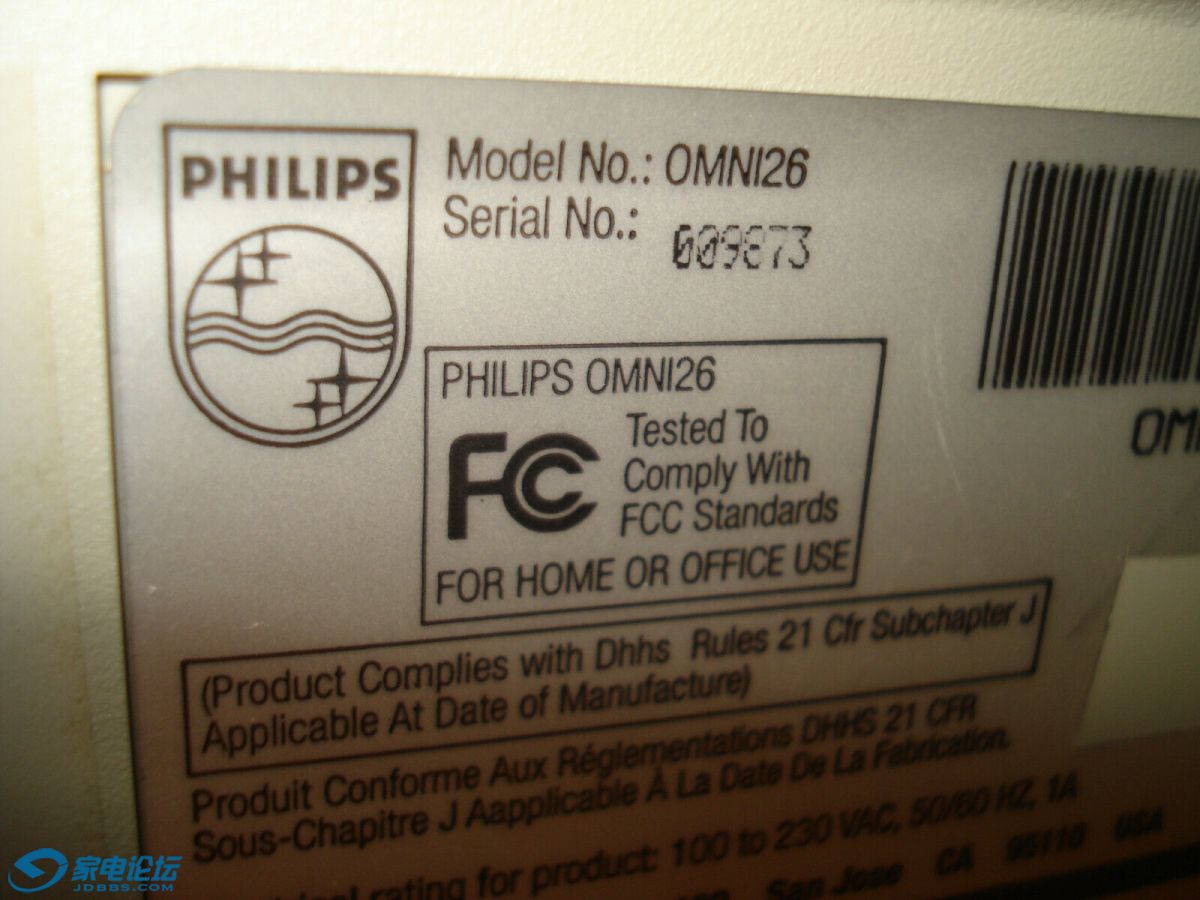 PHILIPS
Model No.: OMNI26
Serial No.:
009873
PHILIPS OMNI26
FC
Tested To
Comply With
FCC Standards
FOR HOME OR OFFICE USE
(Product Complies with Dhhs Rules 21 Cfr Subchapter J
Applicable At Date of Manufacture)
Produit Conforme Aux Réglementations DHHS 21 CFR
Sous-Chapitre J Aapplicable À La Date De La Fabrication.
rating for product: 100 to 230 VAC, 50/60 HZ, 1A
San Jose CA 95110 USA
家电论坛
JDBBS.COM